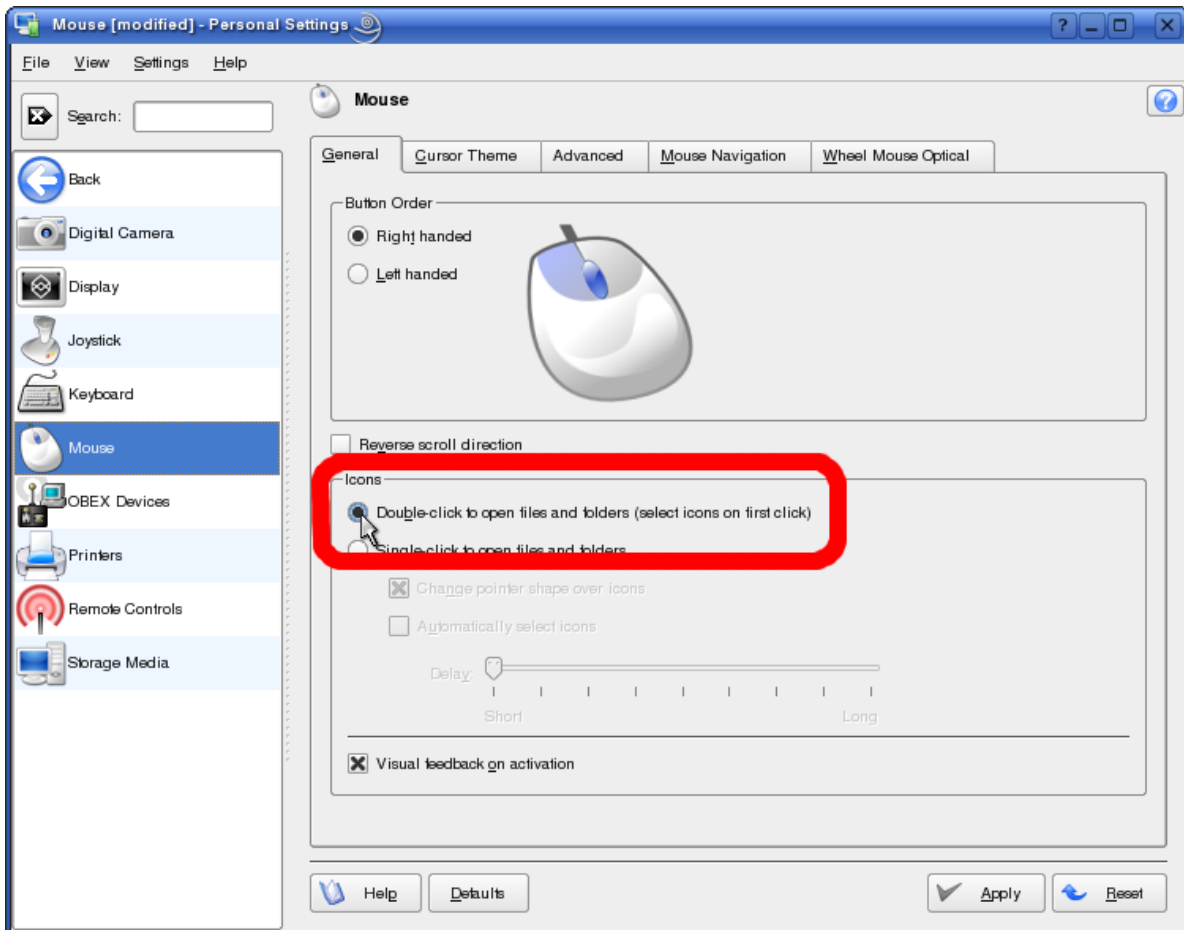 Mouse [modified] - Personal Settings
File View Settings Help
Search:
Back
Digital Camera
Display
Joystick
Keyboard
Mouse
OBEX Devices
Printers
Remote Controls
Storage Media
Mouse
General Cursor Theme Advanced Mouse Navigation Wheel Mouse Optical
Button Order
Right handed
Left handed
Reverse scroll direction
Icons
Double-click to open files and folders (select icons on first click)
Single-click to open files and folders
Change pointer shape over icons
Automatically select icons
Delay:
Short Long
Visual feedback on activation
Help Defaults Apply Reset